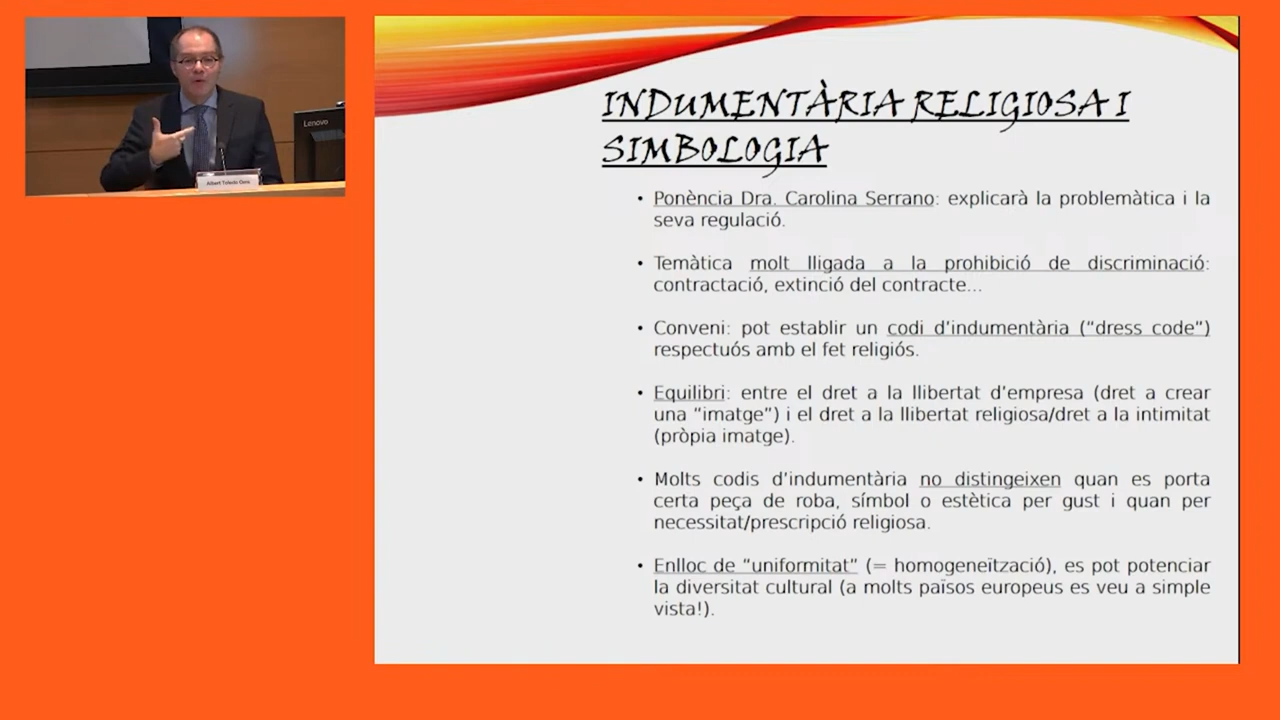 Lenovo
Albert Toledo Oms
INDUMENTÀRIA RELIGIOSA I
SIMBOLOGIA
• Ponència Dra. Carolina Serrano: explicarà la problemàtica i la
seva regulació.
• Temàtica molt lligada a la prohibició de discriminació:
contractació, extinció del contracte...
• Conveni: pot establir un codi d’indumentària (“dress code”)
respectuós amb el fet religiós.
• Equilibri: entre el dret a la llibertat d’empresa (dret a crear
una “imatge”) i el dret a la llibertat religiosa/dret a la intimitat
(pròpia imatge).
• Molts codis d’indumentària no distingeixen quan es porta
certa peça de roba, símbol o estètica per gust i quan per
necessitat/prescripció religiosa.
• Enlloc de “uniformitat” (= homogeneïtzació), es pot potenciar
la diversitat cultural (a molts països europeus es veu a simple
vista!).